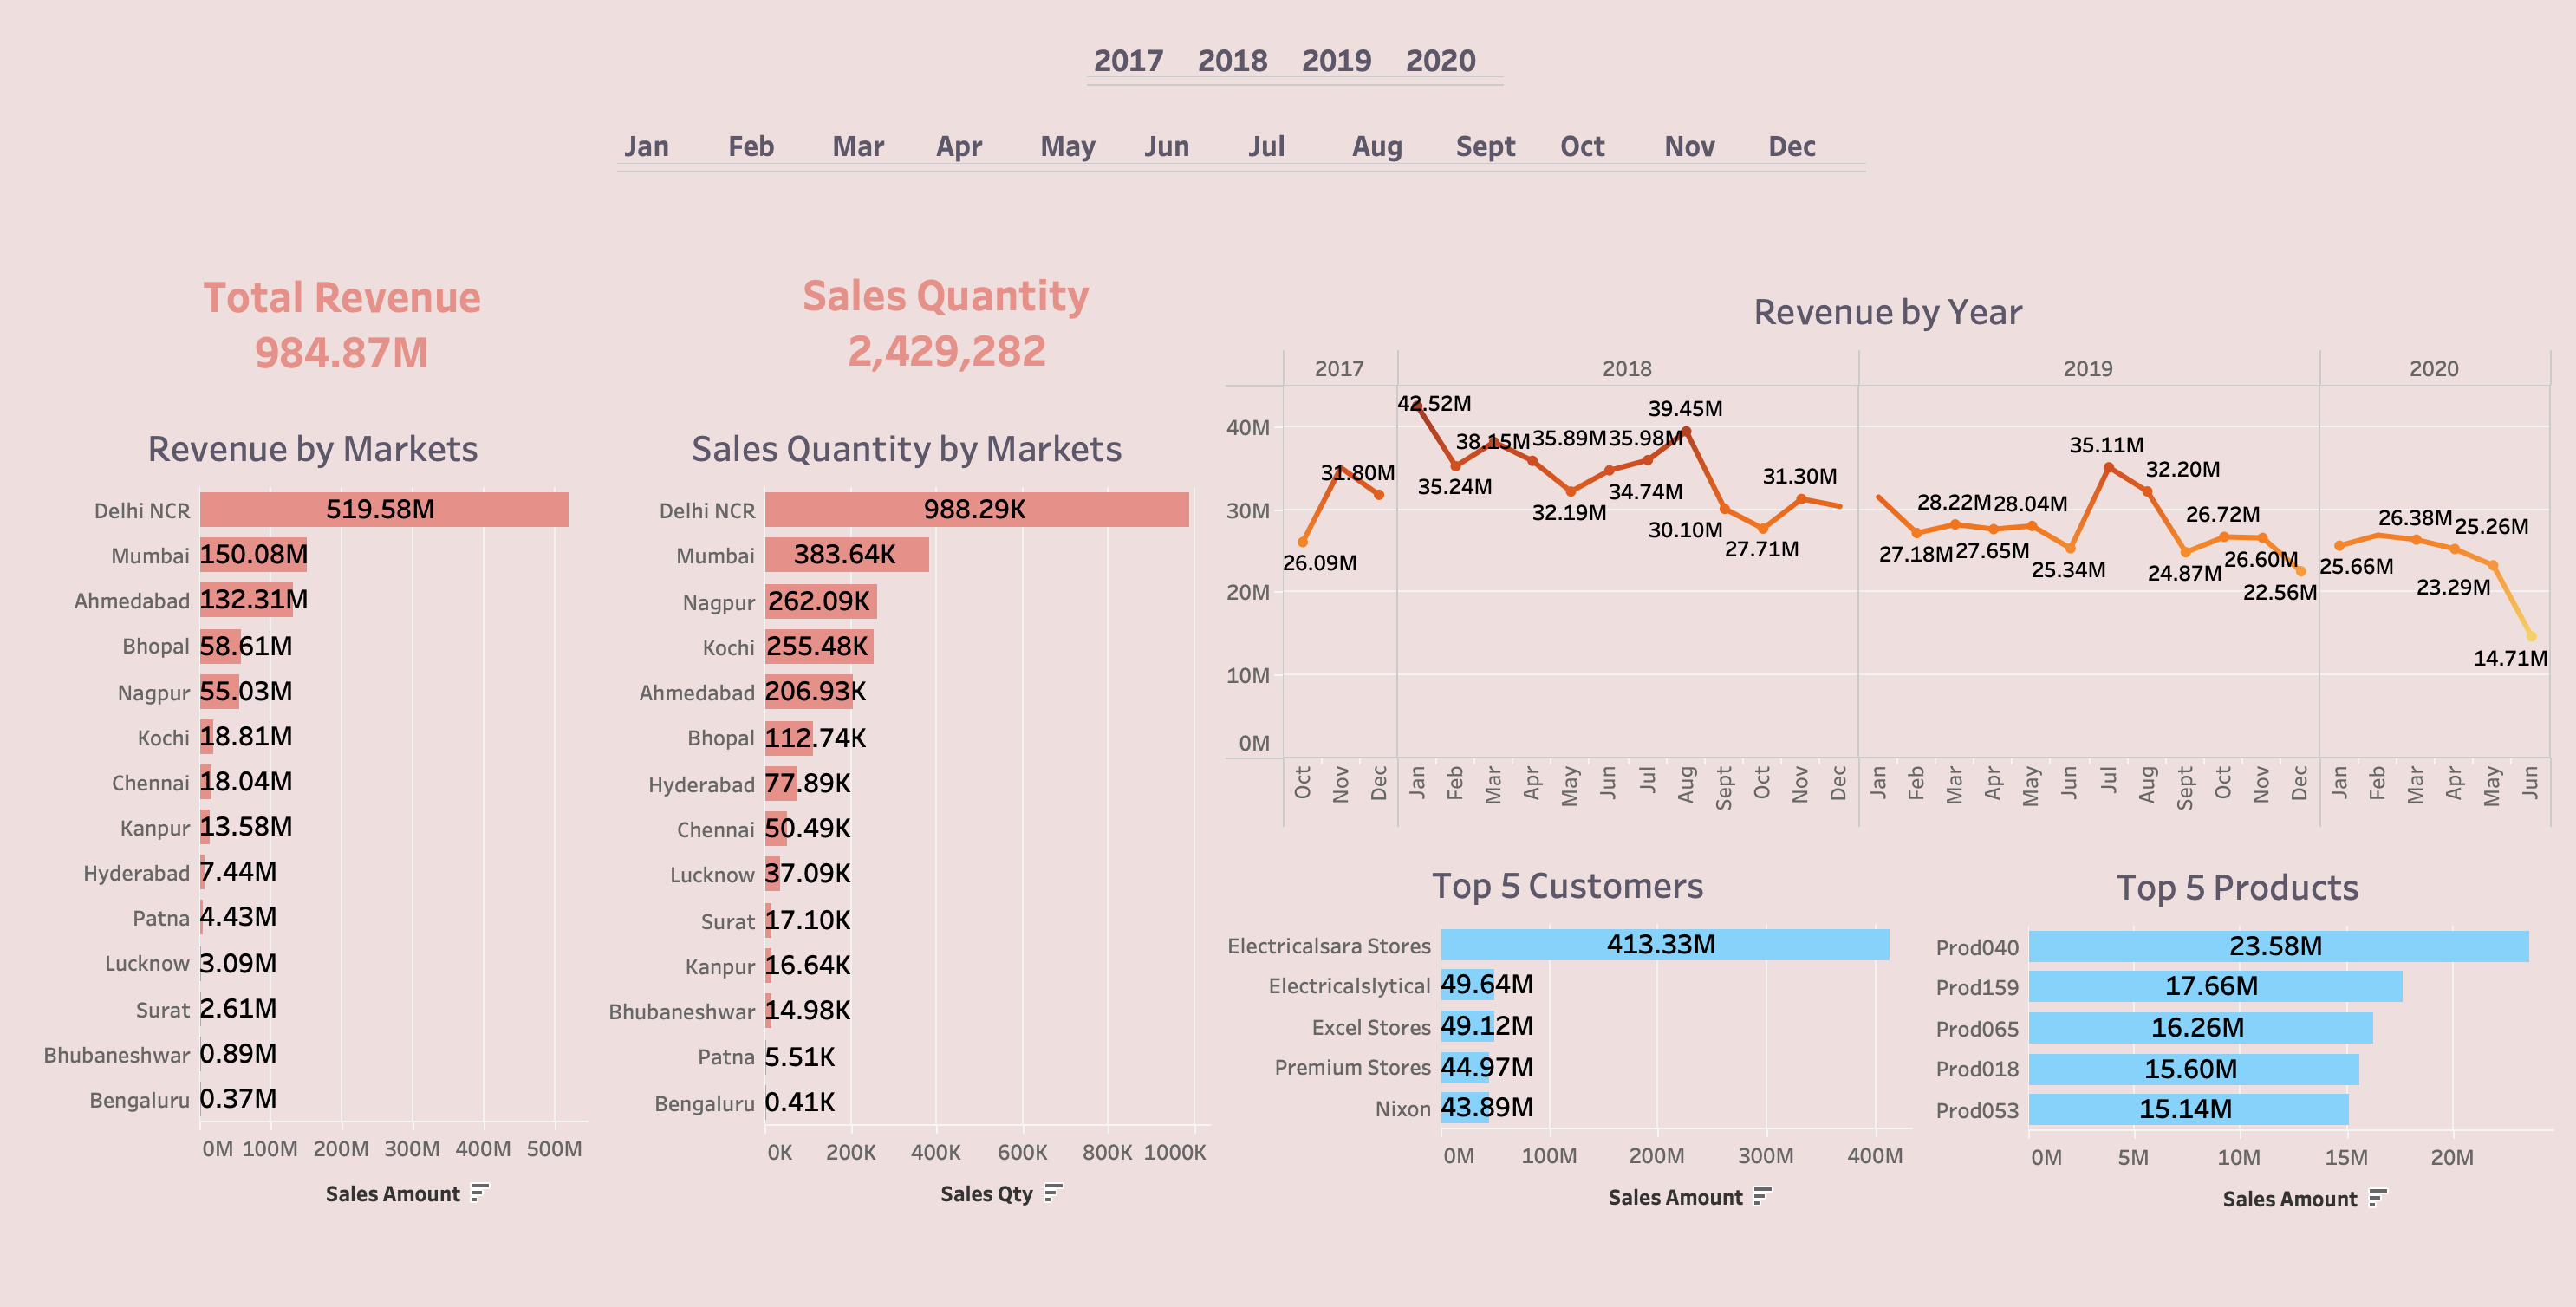 2017 2018 2019 2020
Jan Feb Mar Apr May Jun Jul Aug Sept Oct Nov Dec
Total Revenue
984.87M
Sales Quantity
2,429,282
Revenue by Markets
Delhi NCR 519.58M
Mumbai 150.08M
Ahmedabad 132.31M
Bhopal 58.61M
Nagpur 55.03M
Kochi 18.81M
Chennai 18.04M
Kanpur 13.58M
Hyderabad 7.44M
Patna 4.43M
Lucknow 3.09M
Surat 2.61M
Bhubaneshwar 0.89M
Bengaluru 0.37M
0M 100M 200M 300M 400M 500M
Sales Amount
Sales Quantity by Markets
Delhi NCR 988.29K
Mumbai 383.64K
Nagpur 262.09K
Kochi 255.48K
Ahmedabad 206.93K
Bhopal 112.74K
Hyderabad 77.89K
Chennai 50.49K
Lucknow 37.09K
Surat 17.10K
Kanpur 16.64K
Bhubaneshwar 14.98K
Patna 5.51K
Bengaluru 0.41K
0K 200K 400K 600K 800K 1000K
Sales Qty
Revenue by Year
2017 2018 2019 2020
40M
30M
20M
10M
0M
26.09M 31.80M
42.52M 35.24M 38.15M 35.89M 32.19M 34.74M 35.98M 39.45M 30.10M 27.71M 31.30M
27.18M 28.22M 27.65M 28.04M 25.34M 35.11M 32.20M 24.87M 26.72M 26.60M 22.56M
25.66M 26.38M 25.26M 23.29M 14.71M
Oct Nov Dec Jan Feb Mar Apr May Jun Jul Aug Sept Oct Nov Dec Jan Feb Mar Apr May Jun Jul Aug Sept Oct Nov Dec Jan Feb Mar Apr May Jun
Top 5 Customers
Electricalsara Stores 413.33M
Electricalslytical 49.64M
Excel Stores 49.12M
Premium Stores 44.97M
Nixon 43.89M
0M 100M 200M 300M 400M
Sales Amount
Top 5 Products
Prod040 23.58M
Prod159 17.66M
Prod065 16.26M
Prod018 15.60M
Prod053 15.14M
0M 5M 10M 15M 20M
Sales Amount